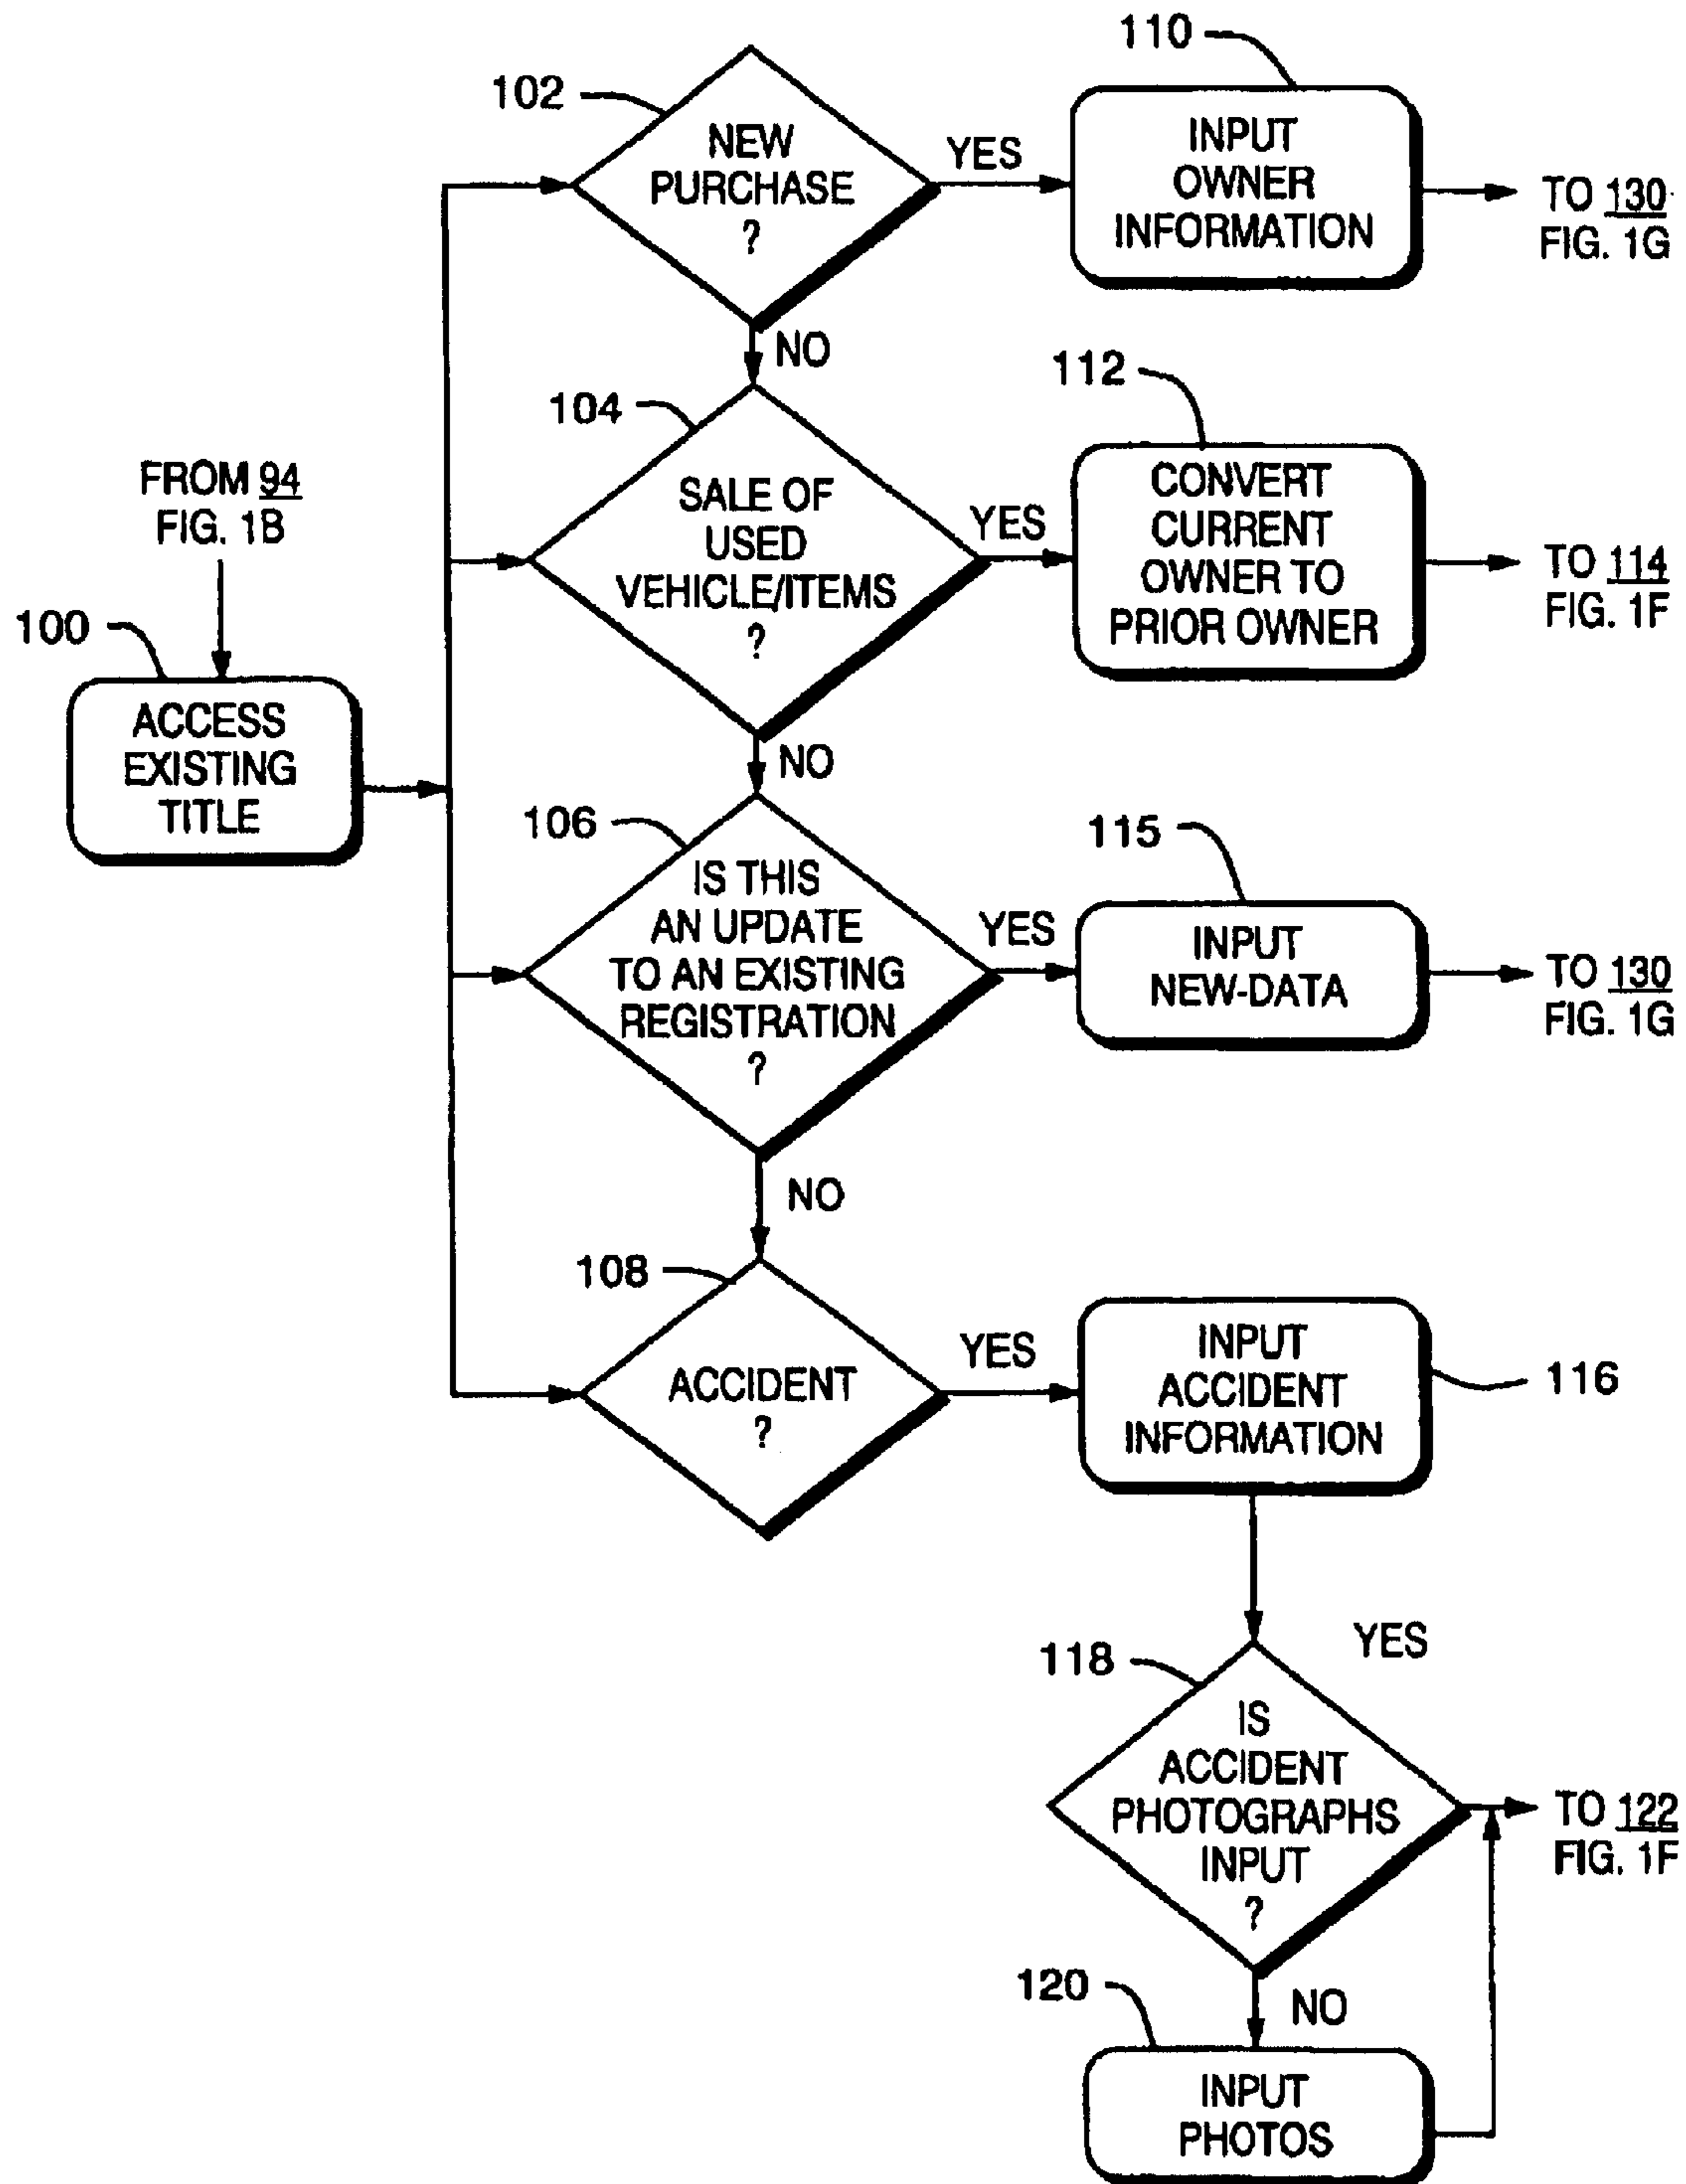 110
102
NEW
PURCHASE
?
YES
INPUT
OWNER
INFORMATION
TO 130
FIG. 1G
NO
104
112
SALE OF
USED
VEHICLE/ITEMS
?
YES
CONVERT
CURRENT
OWNER TO
PRIOR OWNER
TO 114
FIG. 1F
FROM 94
FIG. 1B
100
ACCESS
EXISTING
TITLE
NO
106
115
IS THIS
AN UPDATE
TO AN EXISTING
REGISTRATION
?
YES
INPUT
NEW-DATA
TO 130
FIG. 1G
NO
108
ACCIDENT
?
YES
INPUT
ACCIDENT
INFORMATION
116
118
YES
IS
ACCIDENT
PHOTOGRAPHS
INPUT
?
TO 122
FIG. 1F
120
NO
INPUT
PHOTOS